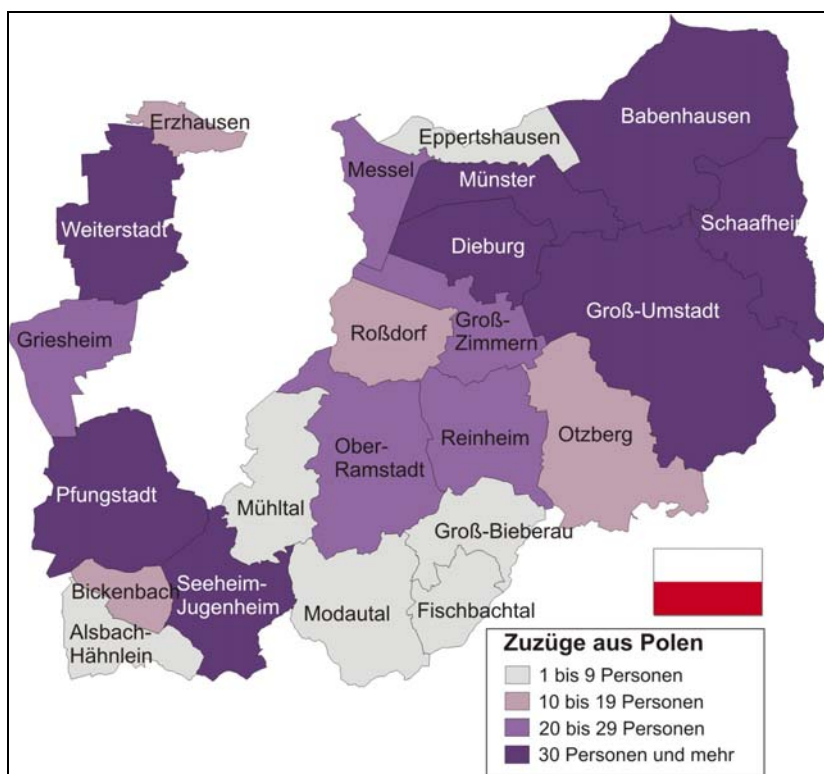 Erzhausen
Babenhausen
Eppertshausen
Messel
Münster
Weiterstadt
Schaafheim
Dieburg
Groß-Umstadt
Griesheim
Roßdorf
Groß-
Zimmern
Otzberg
Ober-
Ramstadt
Reinheim
Pfungstadt
Mühltal
Groß-Bieberau
Bickenbach
Seeheim-
Jugenheim
Modautal
Fischbachtal
Alsbach-
Hähnlein
Zuzüge aus Polen
1 bis 9 Personen
10 bis 19 Personen
20 bis 29 Personen
30 Personen und mehr